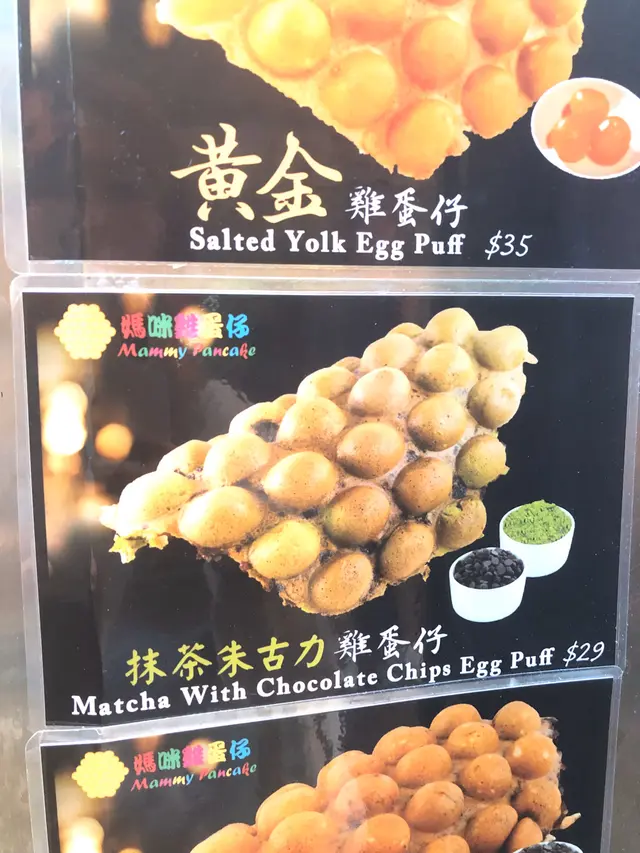 黃金 雞蛋仔
Salted Yolk Egg Puff $35
媽咪雞蛋仔
Mammy Pancake
抹茶朱古力 雞蛋仔
Matcha With Chocolate Chips Egg Puff $29
媽咪雞蛋仔
Mammy Pancake